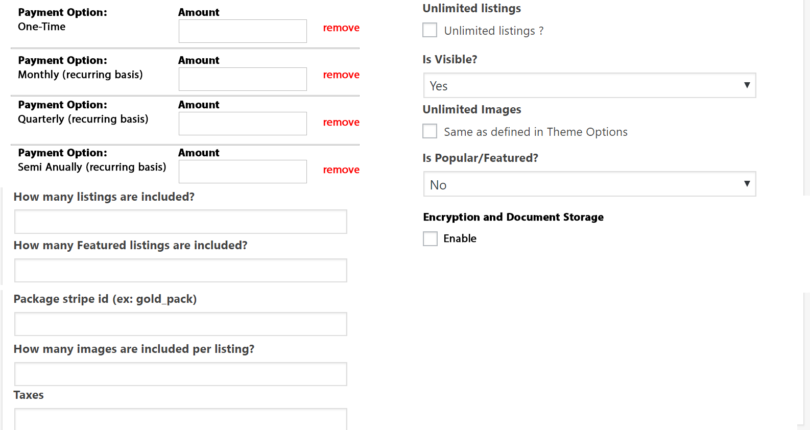 Payment Option:
Amount
One-Time
remove
Payment Option:
Amount
Monthly (recurring basis)
remove
Payment Option:
Amount
Quarterly (recurring basis)
remove
Payment Option:
Amount
Semi Anually (recurring basis)
remove
How many listings are included?
How many Featured listings are included?
Package stripe id (ex: gold_pack)
How many images are included per listing?
Taxes
Unlimited listings
Unlimited listings ?
Is Visible?
Yes
Unlimited Images
Same as defined in Theme Options
Is Popular/Featured?
No
Encryption and Document Storage
Enable